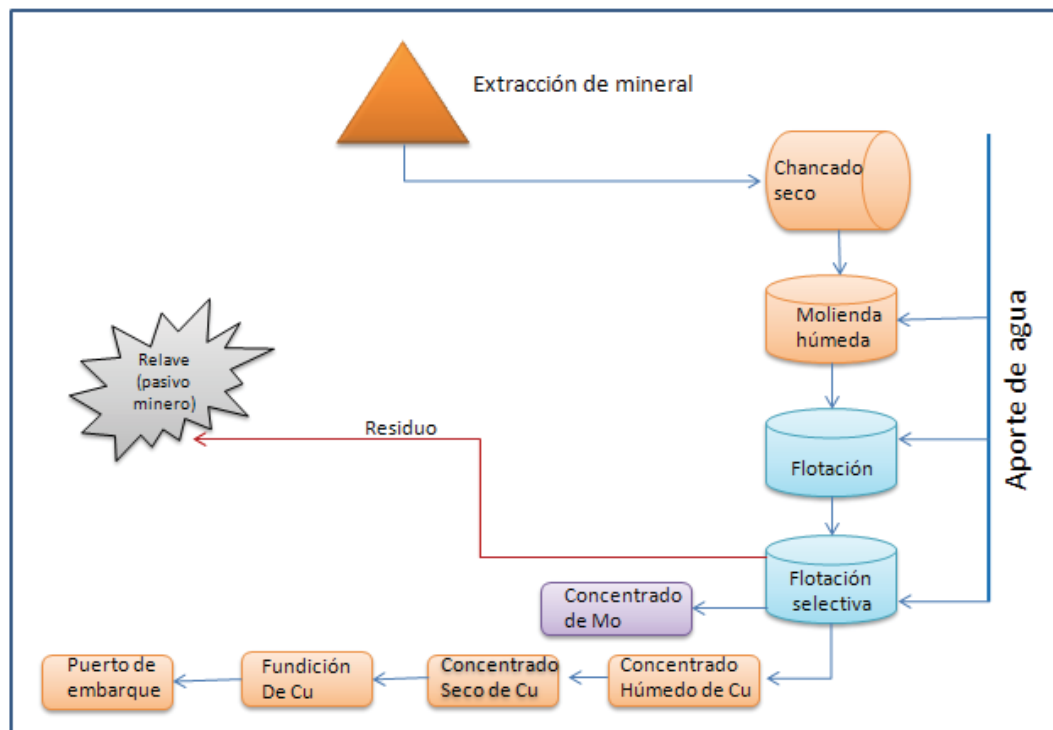 Extracción de mineral
Chancado
seco
Molienda
húmeda
Aporte de agua
Relave
(pasivo
minero)
Residuo
Flotación
Flotación
selectiva
Concentrado
de Mo
Puerto de
embarque
Fundición
De Cu
Concentrado
Seco de Cu
Concentrado
Húmedo de Cu